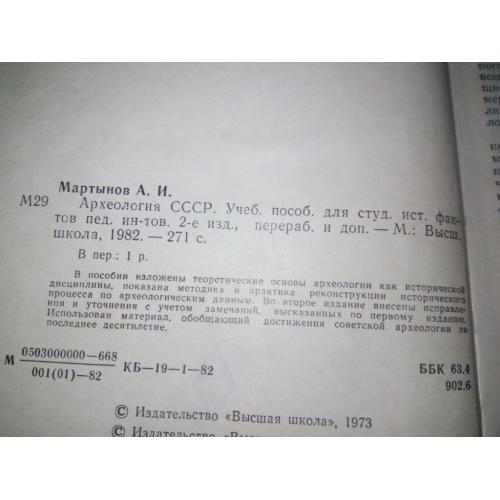 Мартынов А. И.
М29 Археология СССР. Учеб. пособ. для студ. ист. фак-
тов пед. ин-тов. 2-е изд., перераб. и доп. — М.: Высш.
школа, 1982. — 271 с.
В пер.: 1 р.
В пособии изложены теоретические основы археологии как исторической
дисциплины, показана методика и практика реконструкции исторического
процесса по археологическим данным. Во второе издание внесены исправле-
ния и уточнения с учетом замечаний, высказанных по первому изданию.
Использован материал, обобщающий достижения советской археологии за
последнее десятилетие.
М 0503000000—668
001(01)—82
КБ—19—1—82
ББК 63.4
902.6
© Издательство «Высшая школа», 1973
© Издательство